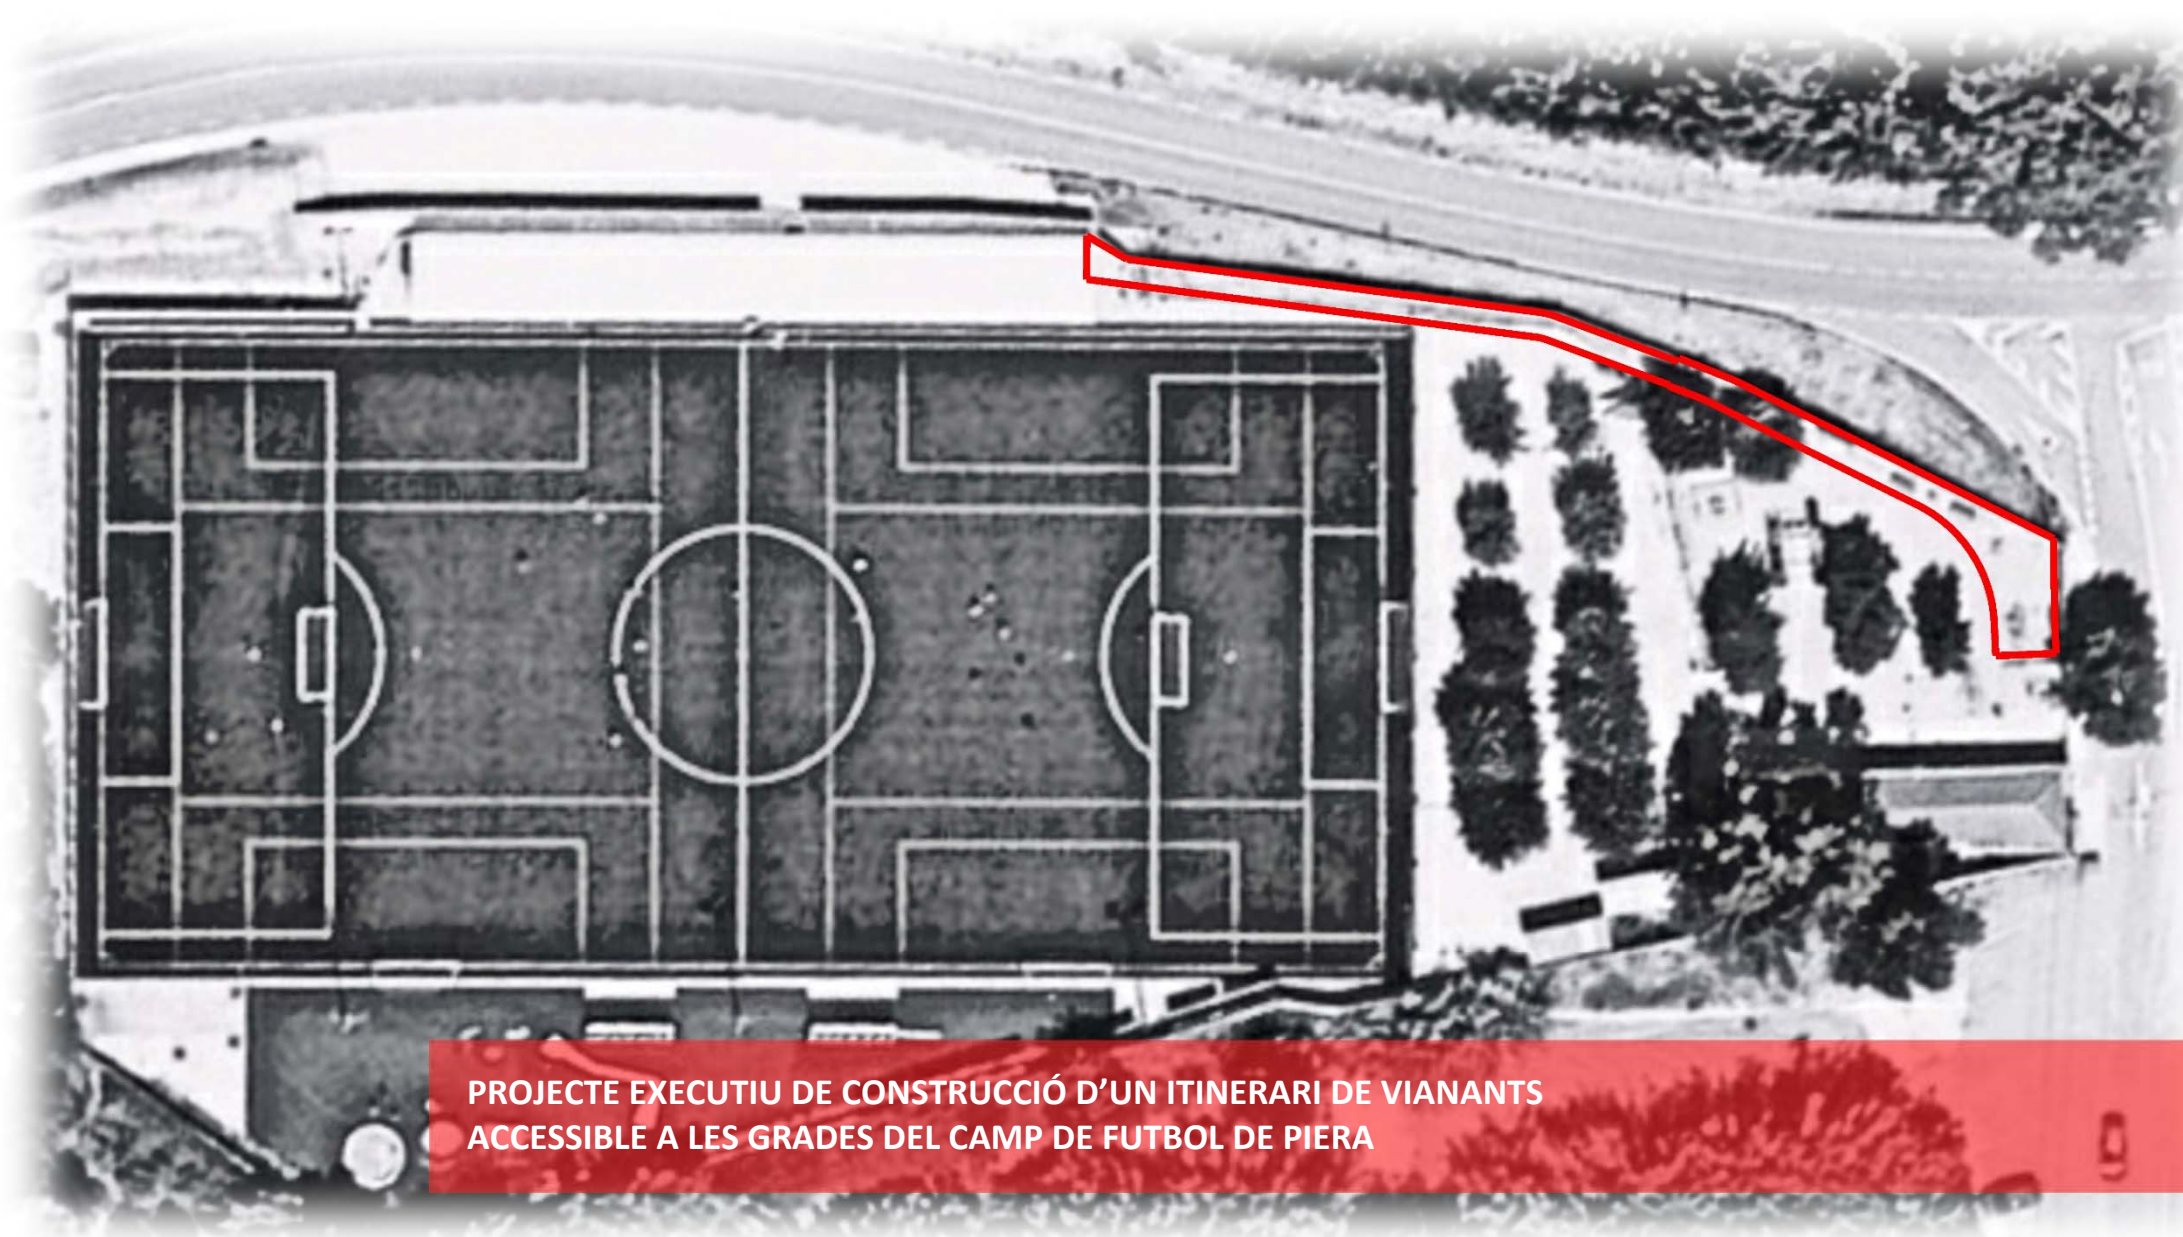 PROJECTE EXECUTIU DE CONSTRUCCIÓ D’UN ITINERARI DE VIANANTS
ACCESSIBLE A LES GRADES DEL CAMP DE FUTBOL DE PIERA